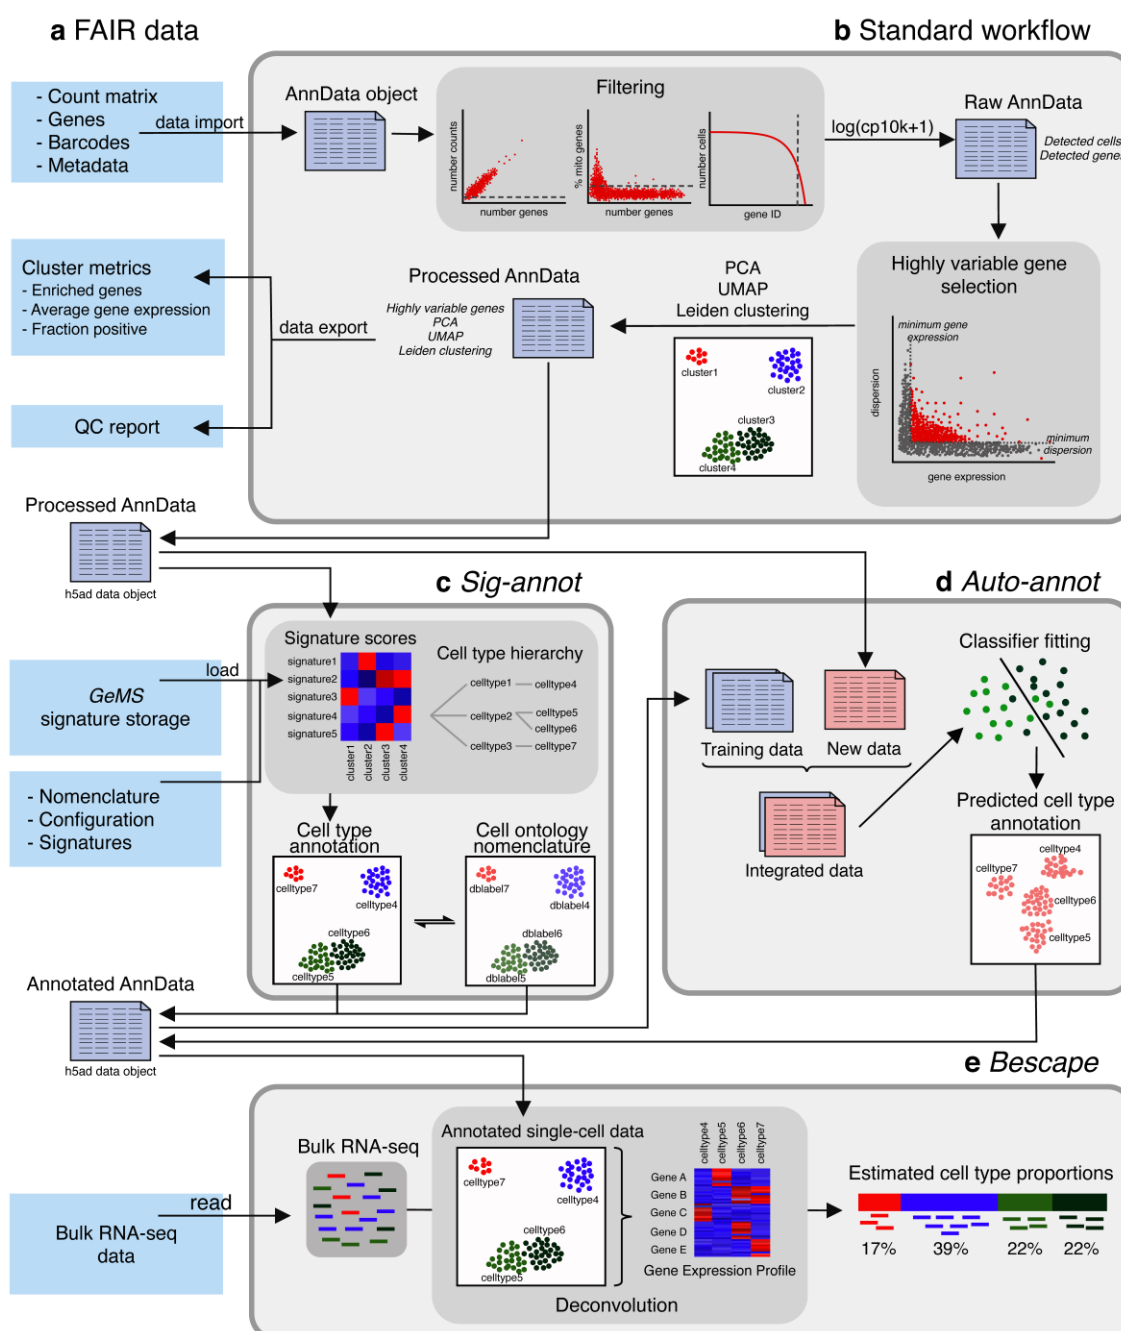 a FAIR data
b Standard workflow
- Count matrix
- Genes
- Barcodes
- Metadata
data import
AnnData object
Filtering
number counts
number genes
% mito genes
number genes
number cells
gene ID
log(cp10k+1)
Raw AnnData
Detected cells
Detected genes
Highly variable gene
selection
minimum gene
expression
dispersion
minimum
dispersion
gene expression
PCA
UMAP
Leiden clustering
cluster1
cluster2
cluster3
cluster4
Processed AnnData
Highly variable genes
PCA
UMAP
Leiden clustering
data export
Cluster metrics
- Enriched genes
- Average gene expression
- Fraction positive
QC report
Processed AnnData
h5ad data object
c Sig-annot
Signature scores
signature1
signature2
signature3
signature4
signature5
cluster1
cluster2
cluster3
cluster4
Cell type hierarchy
celltype1
celltype4
celltype2
celltype5
celltype6
celltype3
celltype7
load
GeMS
signature storage
- Nomenclature
- Configuration
- Signatures
Cell type
annotation
celltype7
celltype4
celltype6
celltype5
Cell ontology
nomenclature
dblabel7
dblabel4
dblabel6
dblabel5
d Auto-annot
Training data
New data
Integrated data
Classifier fitting
Predicted cell type
annotation
celltype4
celltype7
celltype6
celltype5
Annotated AnnData
h5ad data object
e Bescape
Bulk RNA-seq
data
read
Bulk RNA-seq
Annotated single-cell data
celltype7
celltype4
celltype6
celltype5
celltype4
celltype5
celltype6
celltype7
Gene A
Gene B
Gene C
Gene D
Gene E
Gene Expression Profile
Deconvolution
Estimated cell type proportions
17%
39%
22%
22%